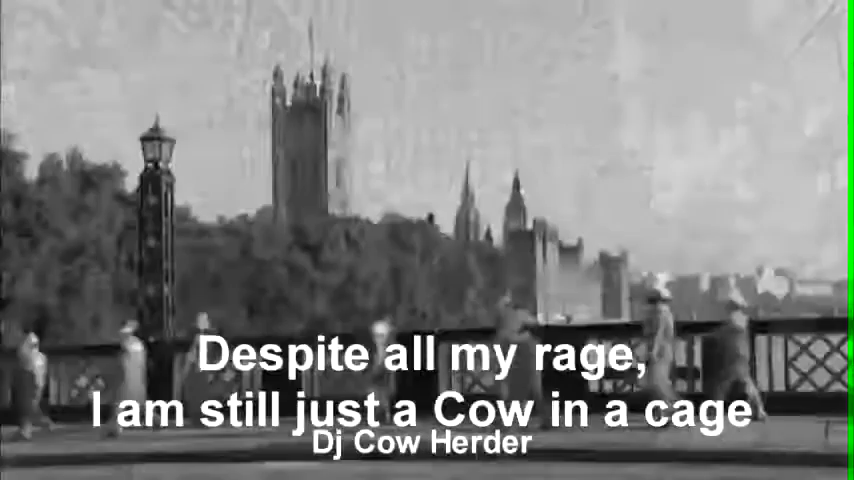 Despite all my rage,
I am still just a Cow in a cage
Dj Cow Herder